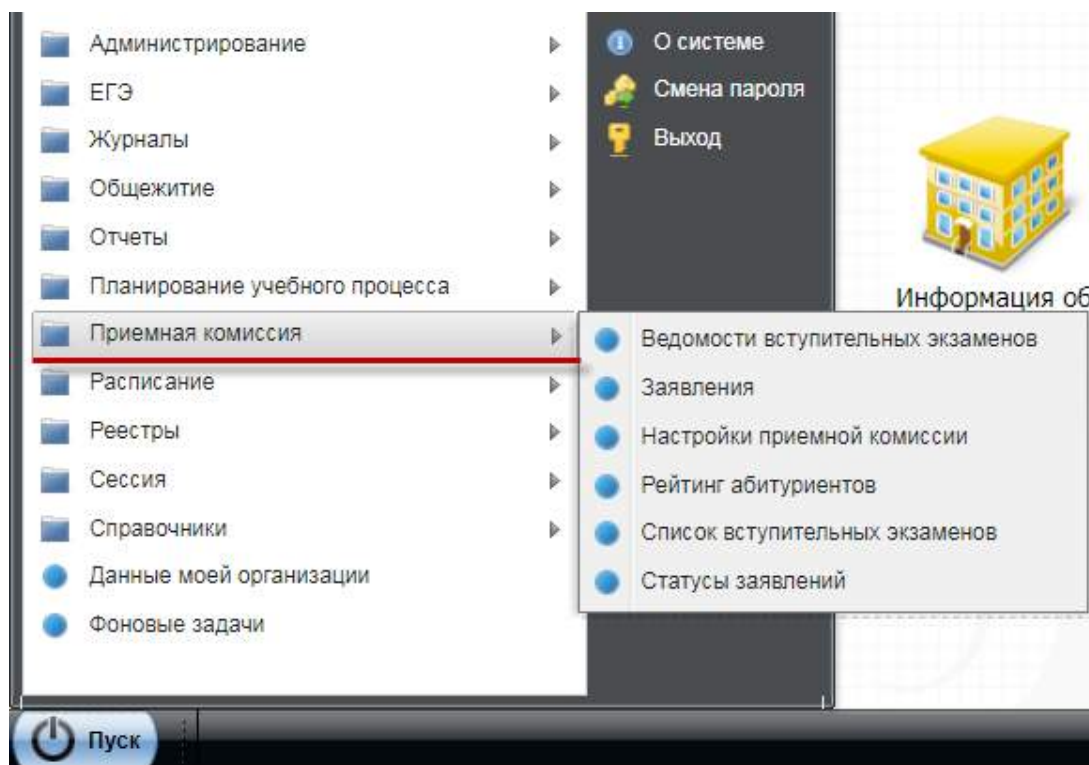 Администрирование
ЕГЭ
Журналы
Общежитие
Отчеты
Планирование учебного процесса
Приемная комиссия
Расписание
Реестры
Сессия
Справочники
Данные моей организации
Фоновые задачи
О системе
Смена пароля
Выход
Информация об
Ведомости вступительных экзаменов
Заявления
Настройки приемной комиссии
Рейтинг абитуриентов
Список вступительных экзаменов
Статусы заявлений
Пуск